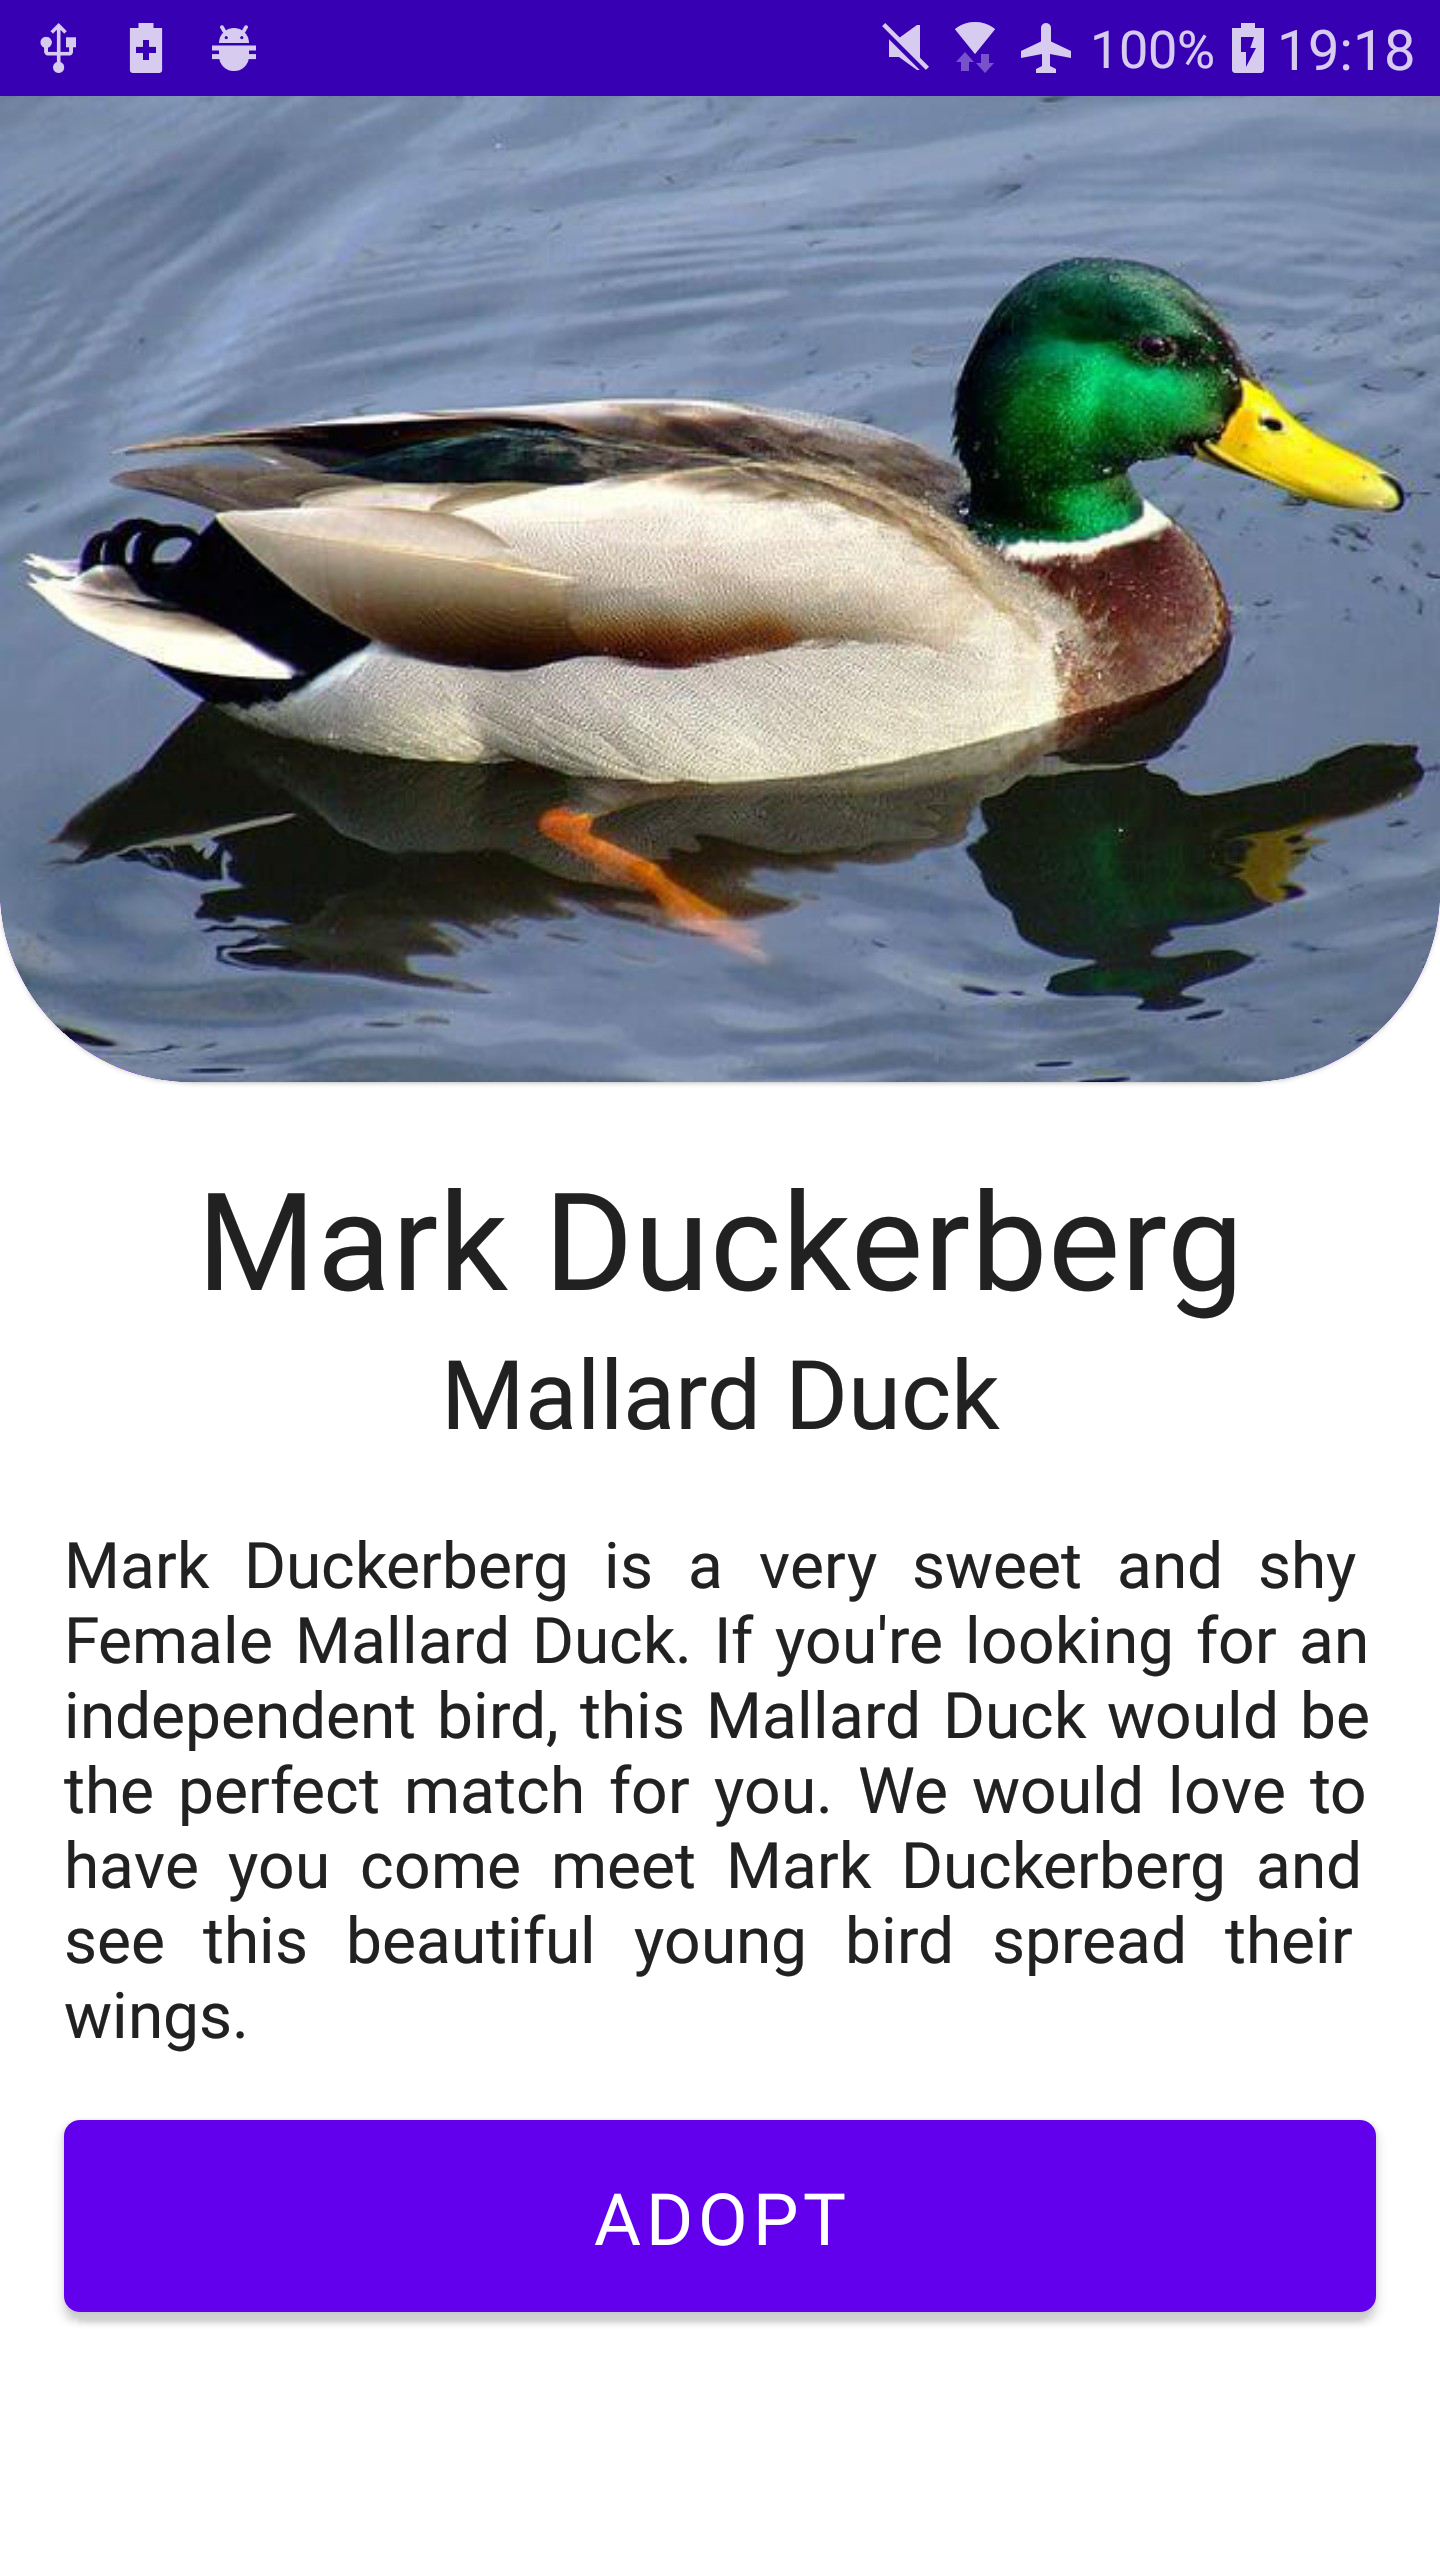 100% 19:18
Mark Duckerberg
Mallard Duck
Mark Duckerberg is a very sweet and shy
Female Mallard Duck. If you're looking for an
independent bird, this Mallard Duck would be
the perfect match for you. We would love to
have you come meet Mark Duckerberg and
see this beautiful young bird spread their
wings.
ADOPT